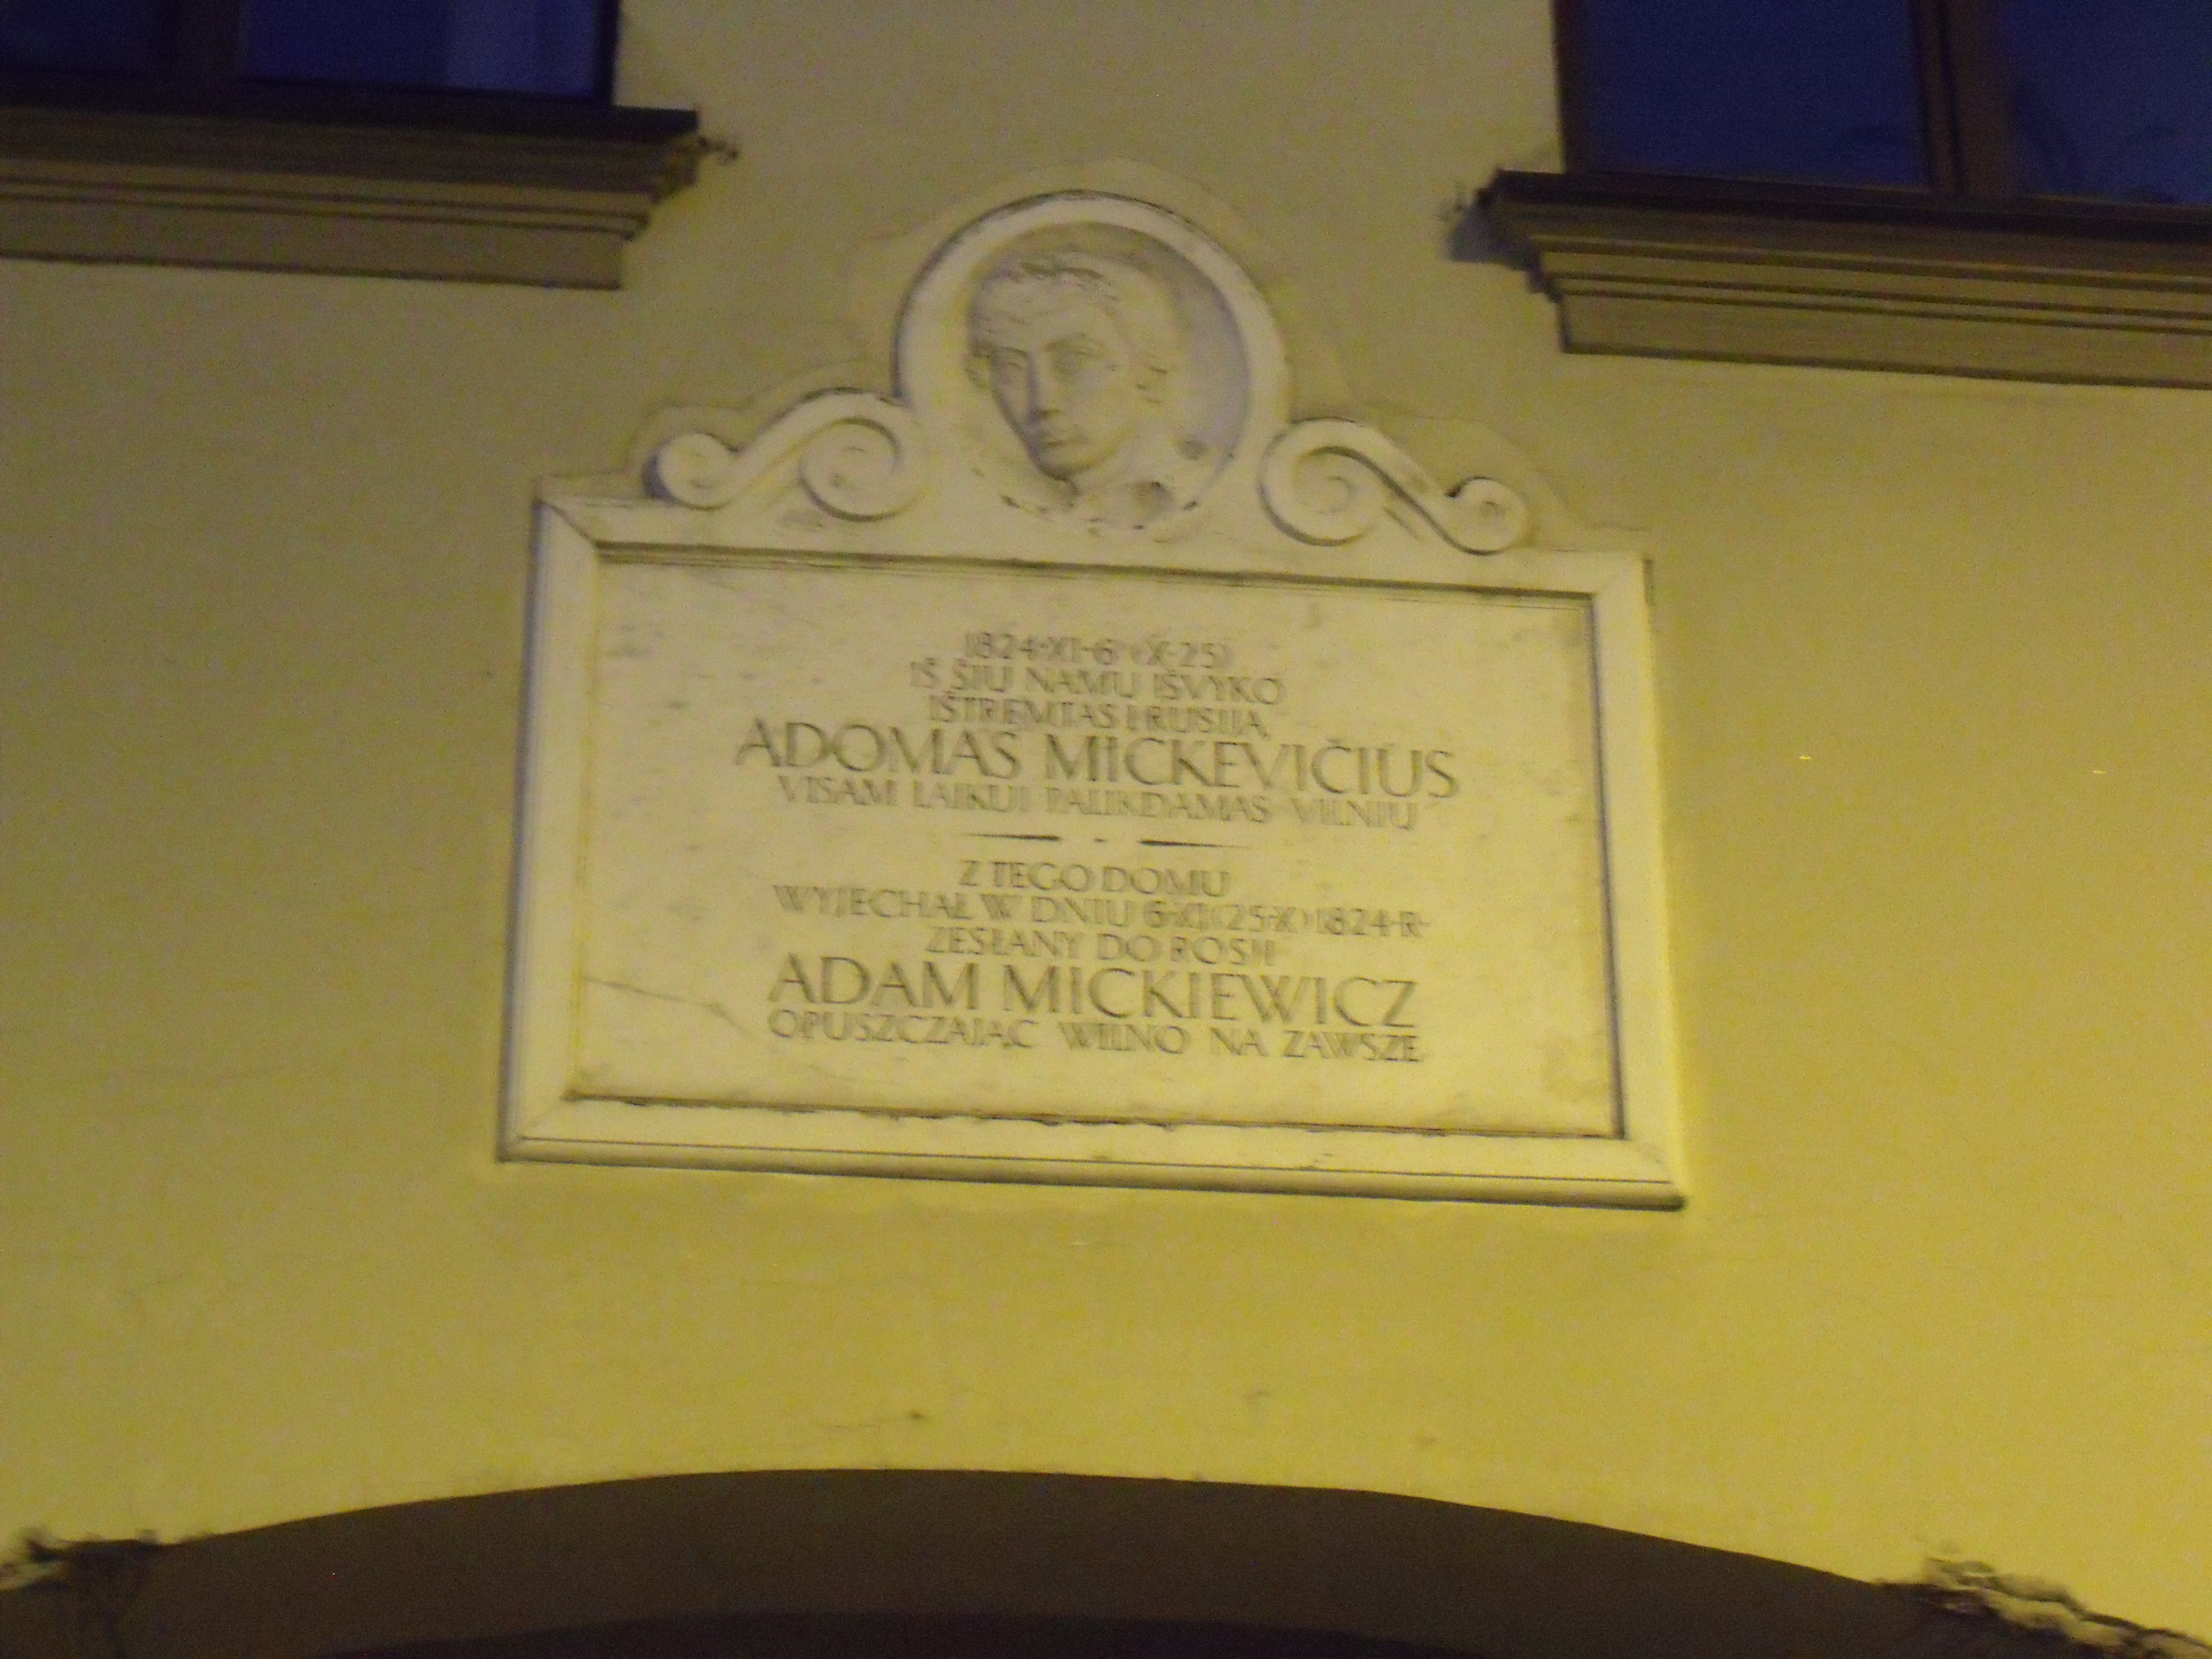 1824·XI·6·(X·25)
IŠ ŠIŲ NAMŲ IŠVYKO
IŠTREMTAS Į RUSIJĄ
ADOMAS MICKEVIČIUS
VISAM LAIKUI PALIKDAMAS VILNIŲ
Z TEGO DOMU
WYJECHAŁ W DNIU 6·XI·(25·X) 1824·R·
ZESŁANY DO ROSJI
ADAM MICKIEWICZ
OPUSZCZAJĄC WILNO NA ZAWSZE